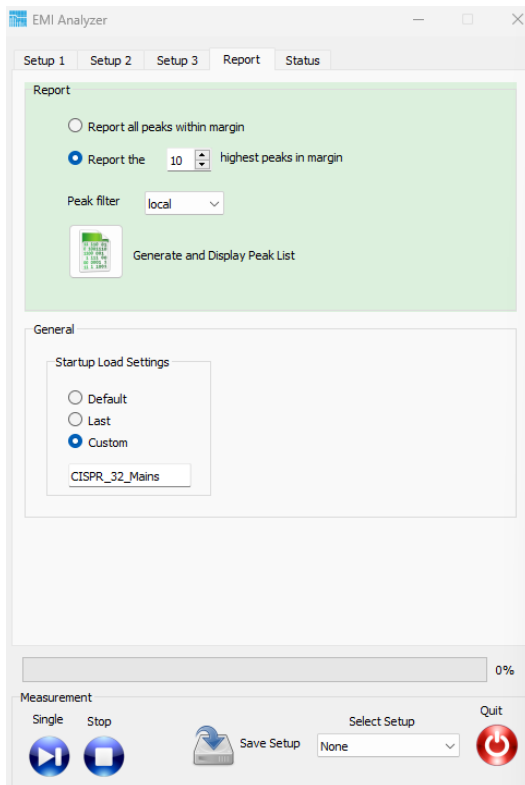 EMI Analyzer
Setup 1 Setup 2 Setup 3 Report Status
Report
Report all peaks within margin
Report the 10 highest peaks in margin
Peak filter local
Generate and Display Peak List
General
Startup Load Settings
Default
Last
Custom
CISPR_32_Mains
0%
Measurement
Single Stop Select Setup Quit
Save Setup None